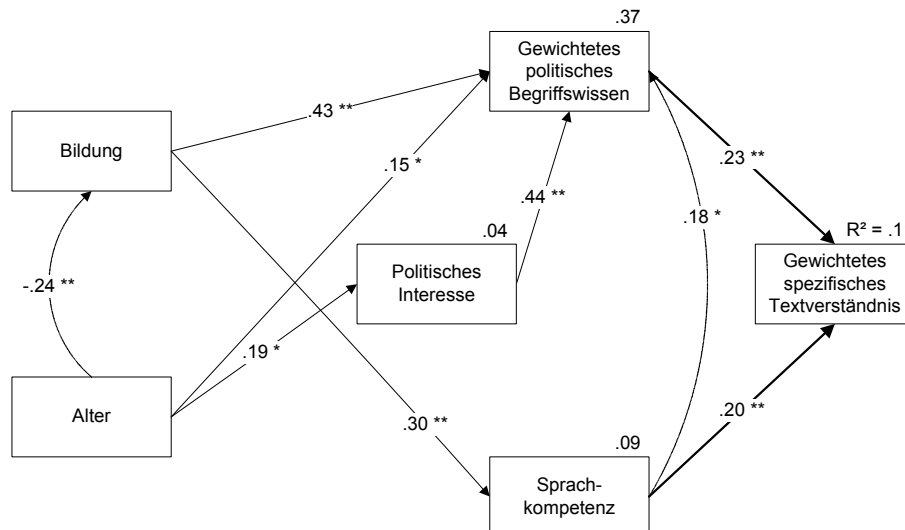 .37
Gewichtetes
politisches
Begriffswissen
.43 **
Bildung
.15 *
.23 **
.44 **
.18 *
.04
R² = .1
Politisches
Interesse
Gewichtetes
spezifisches
Textverständnis
-.24 **
.19 *
Alter
.30 **
.20 **
.09
Sprach-
kompetenz